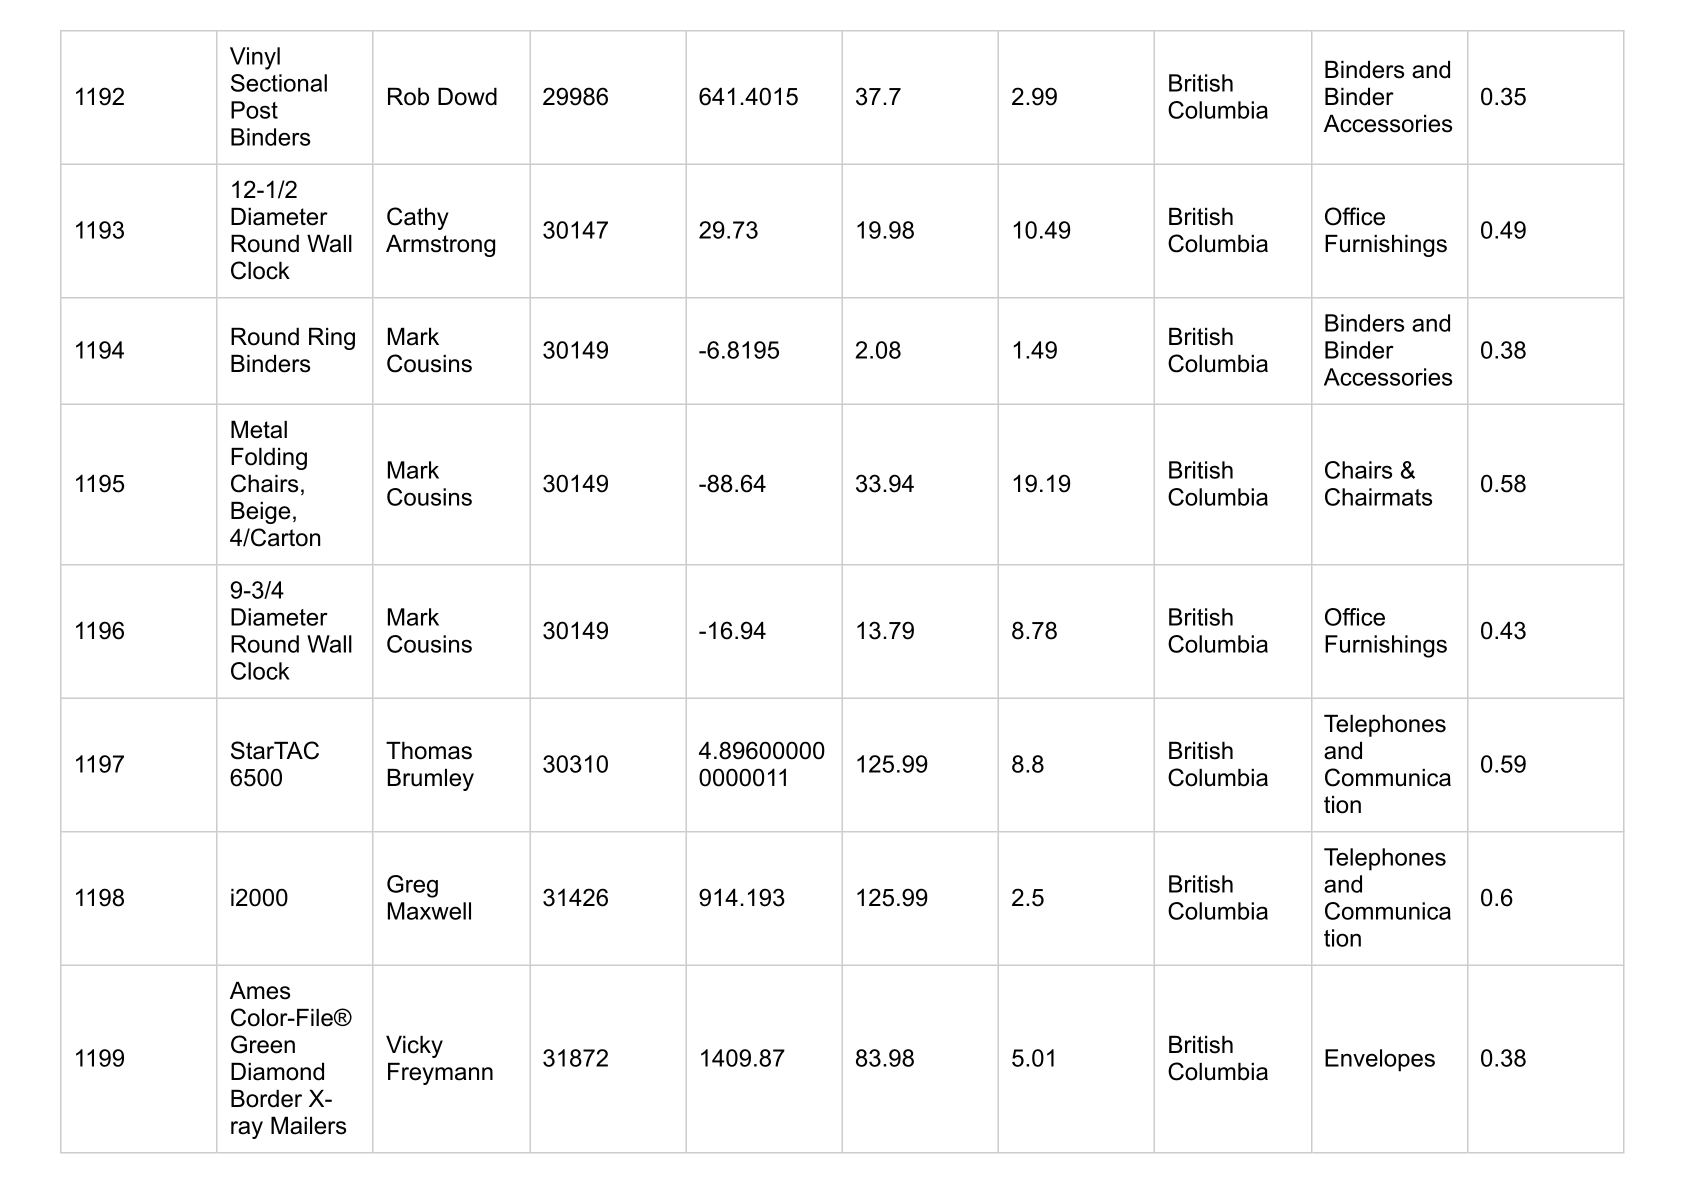 1192 Vinyl Sectional Post Binders Rob Dowd 29986 641.4015 37.7 2.99 British Columbia Binders and Binder Accessories 0.35
1193 12-1/2 Diameter Round Wall Clock Cathy Armstrong 30147 29.73 19.98 10.49 British Columbia Office Furnishings 0.49
1194 Round Ring Binders Mark Cousins 30149 -6.8195 2.08 1.49 British Columbia Binders and Binder Accessories 0.38
1195 Metal Folding Chairs, Beige, 4/Carton Mark Cousins 30149 -88.64 33.94 19.19 British Columbia Chairs & Chairmats 0.58
1196 9-3/4 Diameter Round Wall Clock Mark Cousins 30149 -16.94 13.79 8.78 British Columbia Office Furnishings 0.43
1197 StarTAC 6500 Thomas Brumley 30310 4.896000000000011 125.99 8.8 British Columbia Telephones and Communication 0.59
1198 i2000 Greg Maxwell 31426 914.193 125.99 2.5 British Columbia Telephones and Communication 0.6
1199 Ames Color-File® Green Diamond Border X-ray Mailers Vicky Freymann 31872 1409.87 83.98 5.01 British Columbia Envelopes 0.38